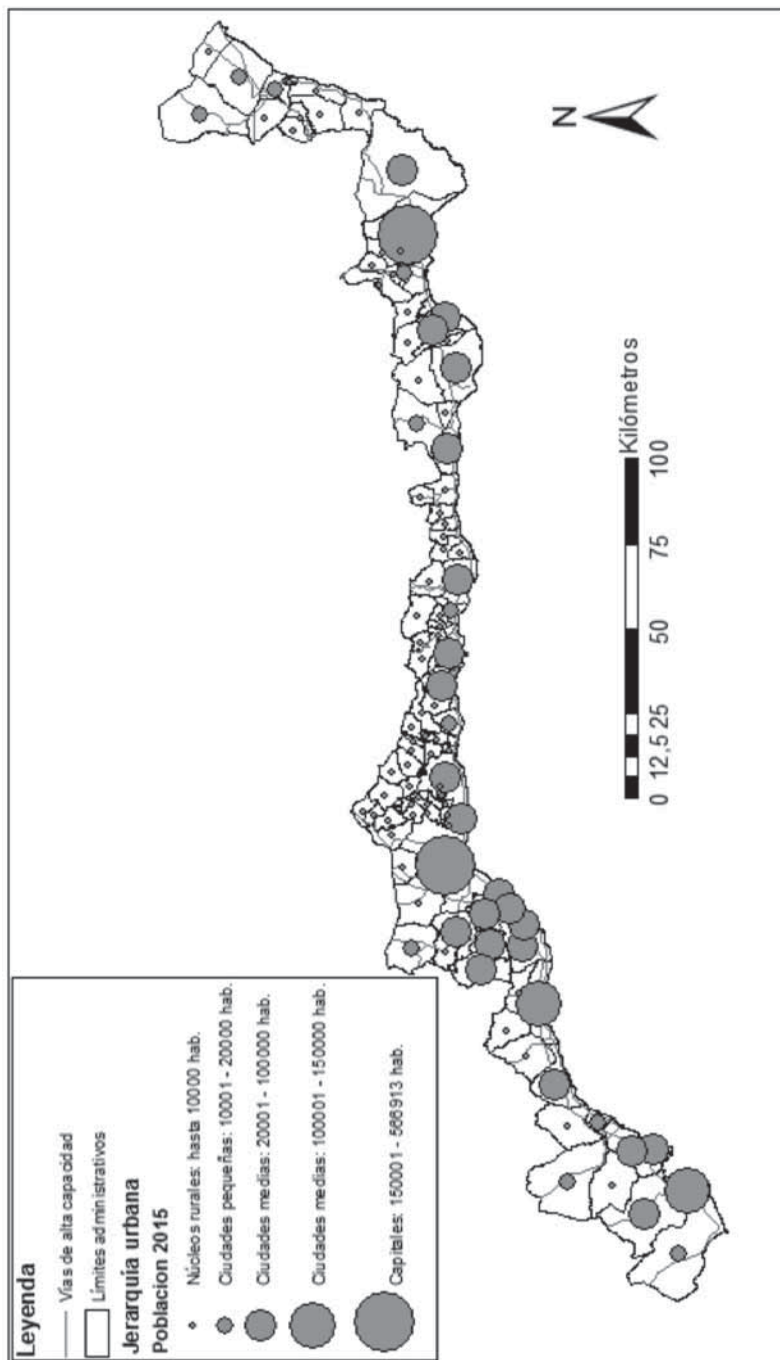 Leyenda
Vías de alta capacidad
Límites administrativos
Jerarquía urbana
Poblacion 2015
Núcleos rurales: hasta 10000 hab.
Ciudades pequeñas: 10001 - 20000 hab.
Ciudades medias: 20001 - 100000 hab.
Ciudades medias: 100001 - 150000 hab.
Capitales: 150001 - 566913 hab.
N
Kilómetros
0 12,5 25 50 75 100